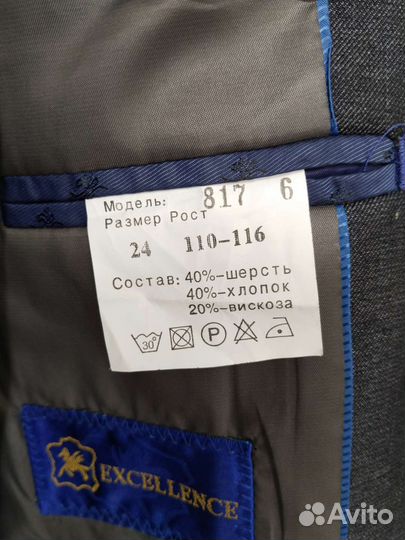 Модель: 817 6
Размер Рост
24 110-116
Состав: 40%-шерсть
40%-хлопок
20%-вискоза
30° P
EXCELLENCE
Avito